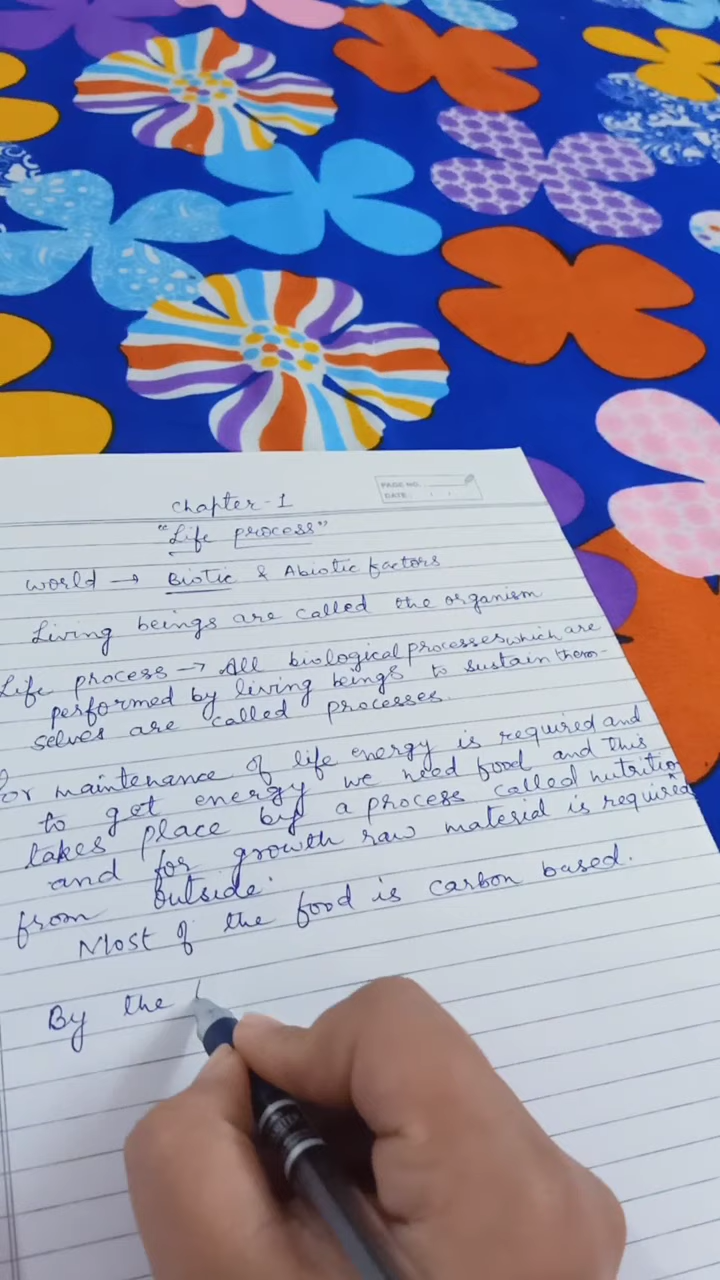 PAGE NO.
DATE:
Chapter-1
"Life process"
world → Biotic & Abiotic factors
Living beings are called the organism
Life process → All biological processes which are
performed by living beings to sustain them-
selves are called processes.
For maintenance of life energy is required and
to get energy we need food and this
takes place by a process called nutrition
and for growth raw material is required
from outside.
Most of the food is carbon based.
By the